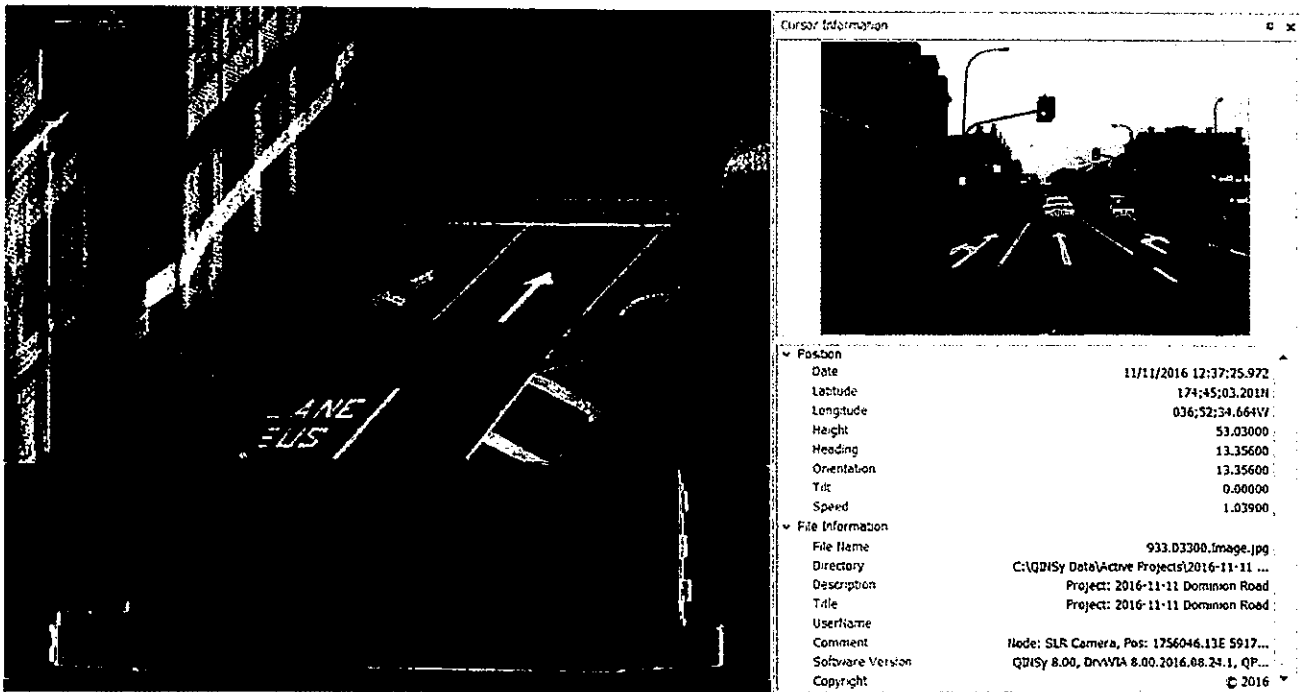 BUS
Cursor Information
Position
Date 11/11/2016 12:37:25.972
Latitude 174;45;03.201N
Longitude 036;52;34.664W
Height 53.03000
Heading 13.35600
Orientation 13.35600
Tilt 0.00000
Speed 1.03900
File Information
File Name 933.D3300.Image.jpg
Directory C:\QINSy Data\Active Projects\2016-11-11 ...
Description Project: 2016-11-11 Dominion Road
Title Project: 2016-11-11 Dominion Road
UserName
Comment Node: SLR Camera, Pos: 1756046.13E 5917...
Software Version QINSy 8.00, DrvVIA 8.00.2016.08.24.1, QP...
Copyright © 2016